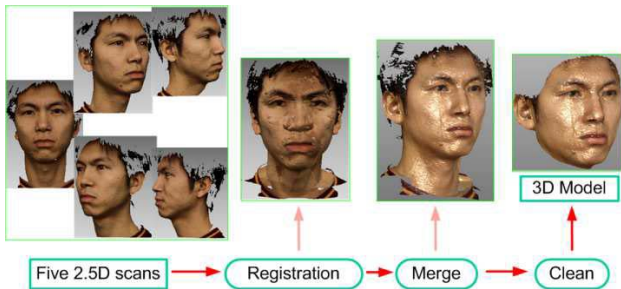 3D Model
Five 2.5D scans
Registration
Merge
Clean